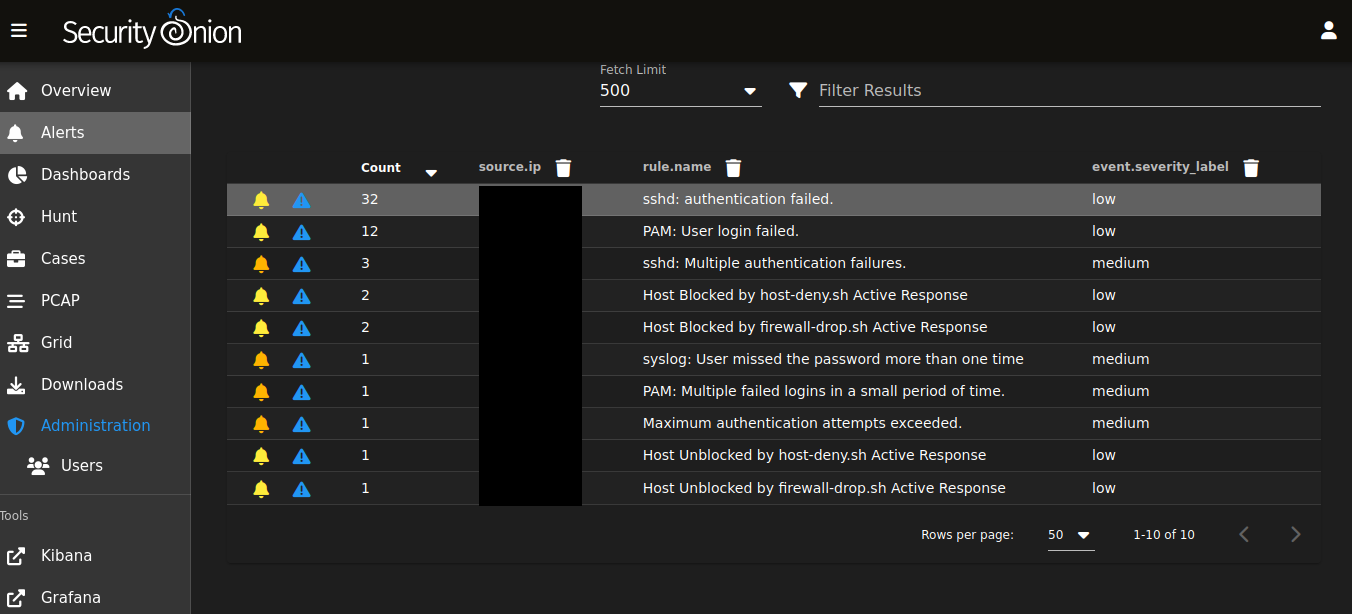 Security Onion
Fetch Limit
500
Filter Results
Overview
Alerts
Dashboards
Hunt
Cases
PCAP
Grid
Downloads
Administration
Users
Tools
Kibana
Grafana
Count source.ip rule.name event.severity_label
32 sshd: authentication failed. low
12 PAM: User login failed. low
3 sshd: Multiple authentication failures. medium
2 Host Blocked by host-deny.sh Active Response low
2 Host Blocked by firewall-drop.sh Active Response low
1 syslog: User missed the password more than one time medium
1 PAM: Multiple failed logins in a small period of time. medium
1 Maximum authentication attempts exceeded. medium
1 Host Unblocked by host-deny.sh Active Response low
1 Host Unblocked by firewall-drop.sh Active Response low
Rows per page: 50 1-10 of 10